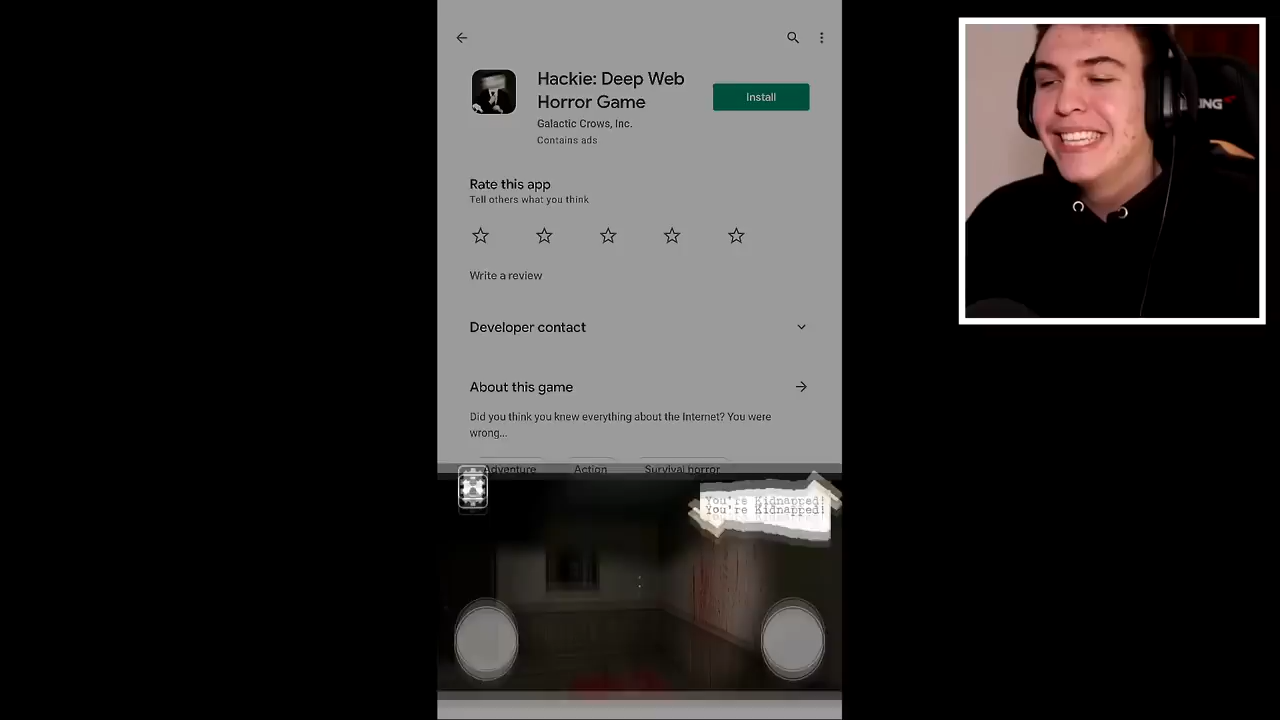 Hackie: Deep Web
Horror Game
Install
Galactic Crows, Inc.
Contains ads
Rate this app
Tell others what you think
Write a review
Developer contact
About this game
Did you think you knew everything about the Internet? You were
wrong...
Adventure
Action
Survival horror
You're Kidnapped!
You're Kidnapped!